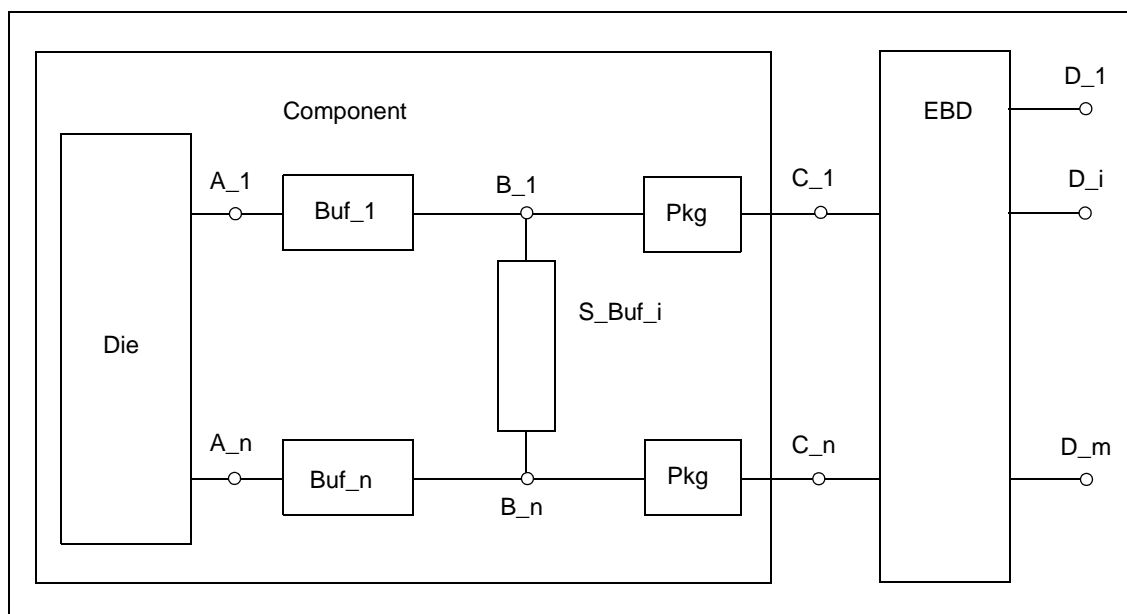 D_1
Component
EBD
A_1
B_1
C_1
D_i
Buf_1
Pkg
S_Buf_i
Die
A_n
C_n
D_m
Buf_n
Pkg
B_n